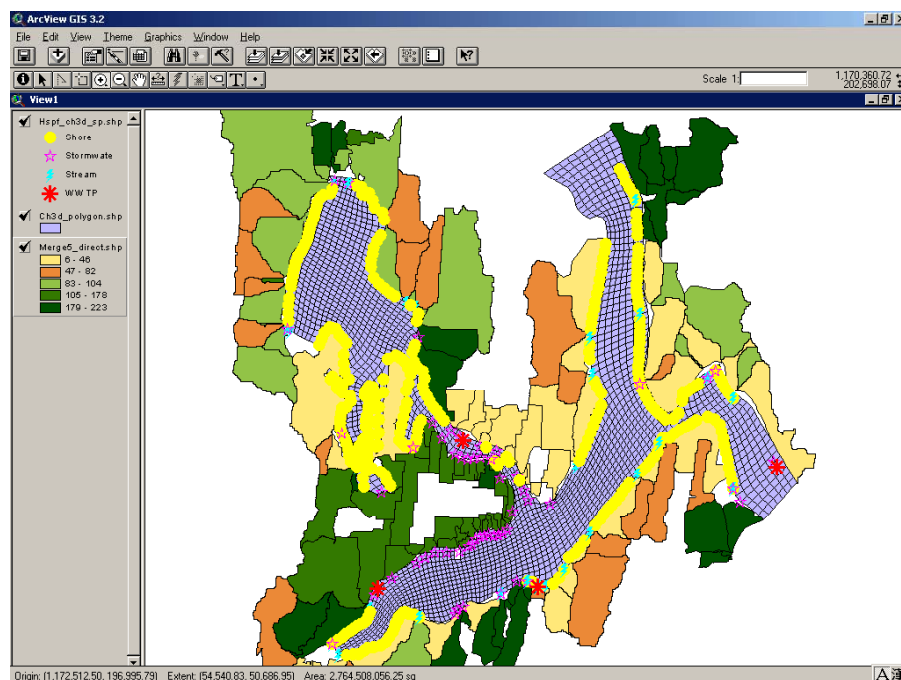 ArcView GIS 3.2
File Edit View Theme Graphics Window Help
Scale 1:
1,170,360.72
202,698.07
View1
Hspf_ch3d_sp.shp
Shore
Stormwate
Stream
WWTP
Ch3d_polygon.shp
Merge5_direct.shp
6 - 46
47 - 82
83 - 104
105 - 178
179 - 223
Origin: (1,172,512.50, 196,995.79) Extent: (54,540.83, 50,686.95) Area: 2,764,508,056.25 sq